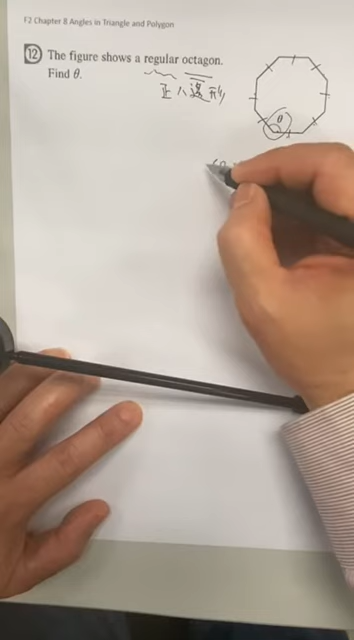 F2 Chapter 8 Angles in Triangle and Polygon
12 The figure shows a regular octagon.
Find θ.
正八邊形
θ